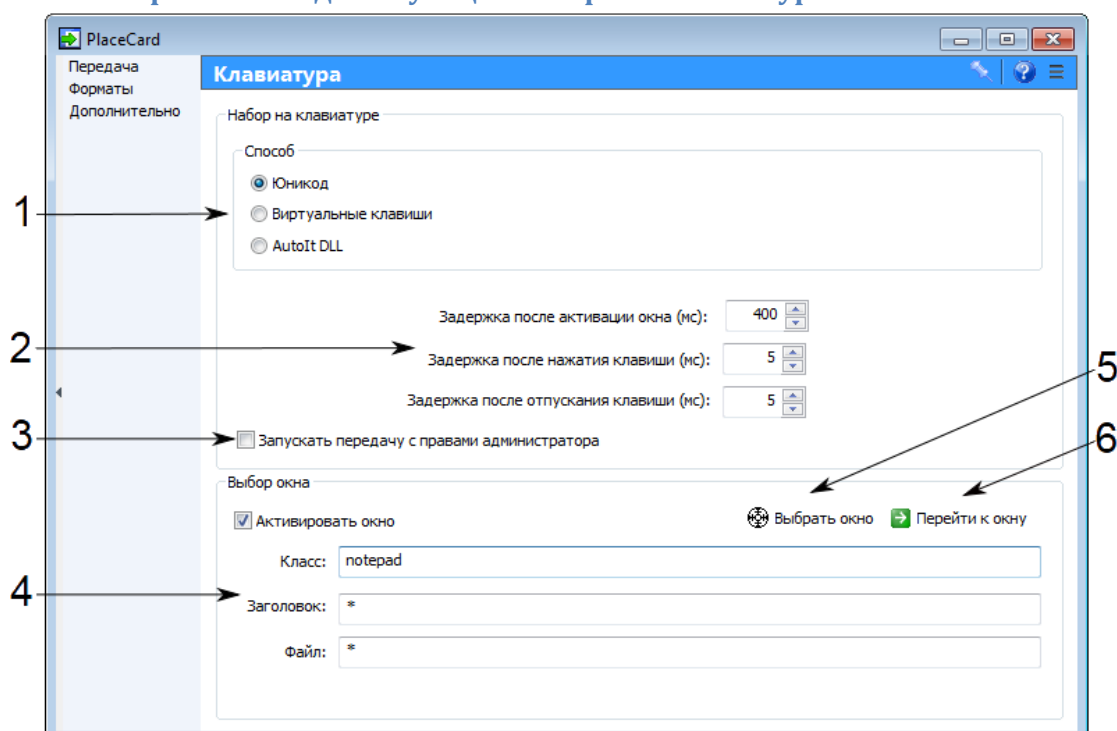 PlaceCard
Передача
Форматы
Дополнительно
Клавиатура
Набор на клавиатуре
Способ
Юникод
1
Виртуальные клавиши
AutoIt DLL
Задержка после активации окна (мс): 400
2
Задержка после нажатия клавиши (мс): 5
5
Задержка после отпускания клавиши (мс): 5
3
Запускать передачу с правами администратора
6
Выбор окна
Активировать окно
Выбрать окно
Перейти к окну
Класс: notepad
4
Заголовок: *
Файл: *